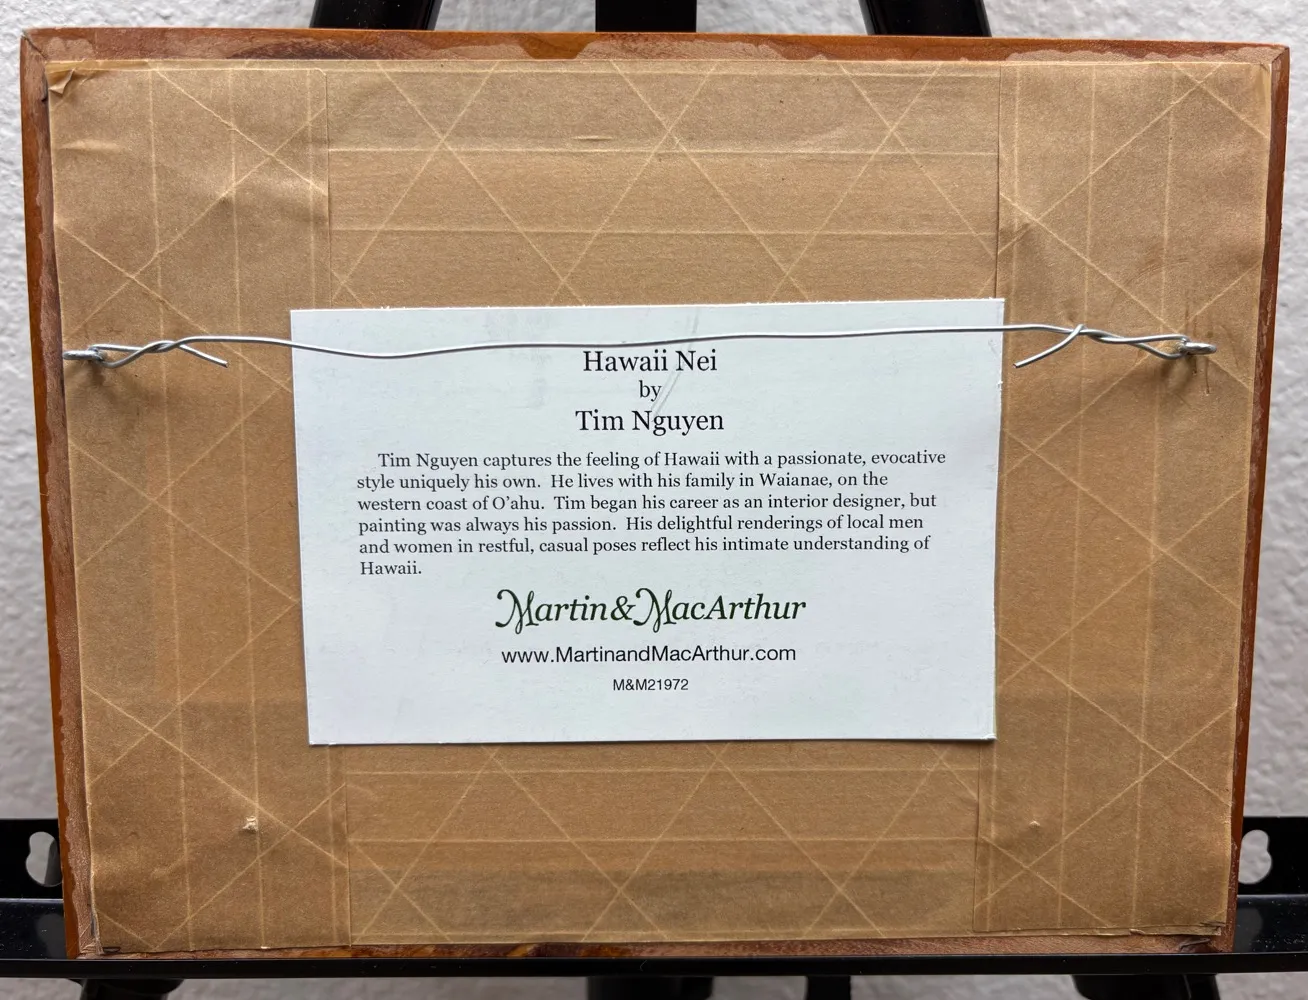 Hawaii Nei
by
Tim Nguyen
Tim Nguyen captures the feeling of Hawaii with a passionate, evocative
style uniquely his own.  He lives with his family in Waianae, on the
western coast of O’ahu.  Tim began his career as an interior designer, but
painting was always his passion.  His delightful renderings of local men
and women in restful, casual poses reflect his intimate understanding of
Hawaii.
Martin&MacArthur
www.MartinandMacArthur.com
M&M21972